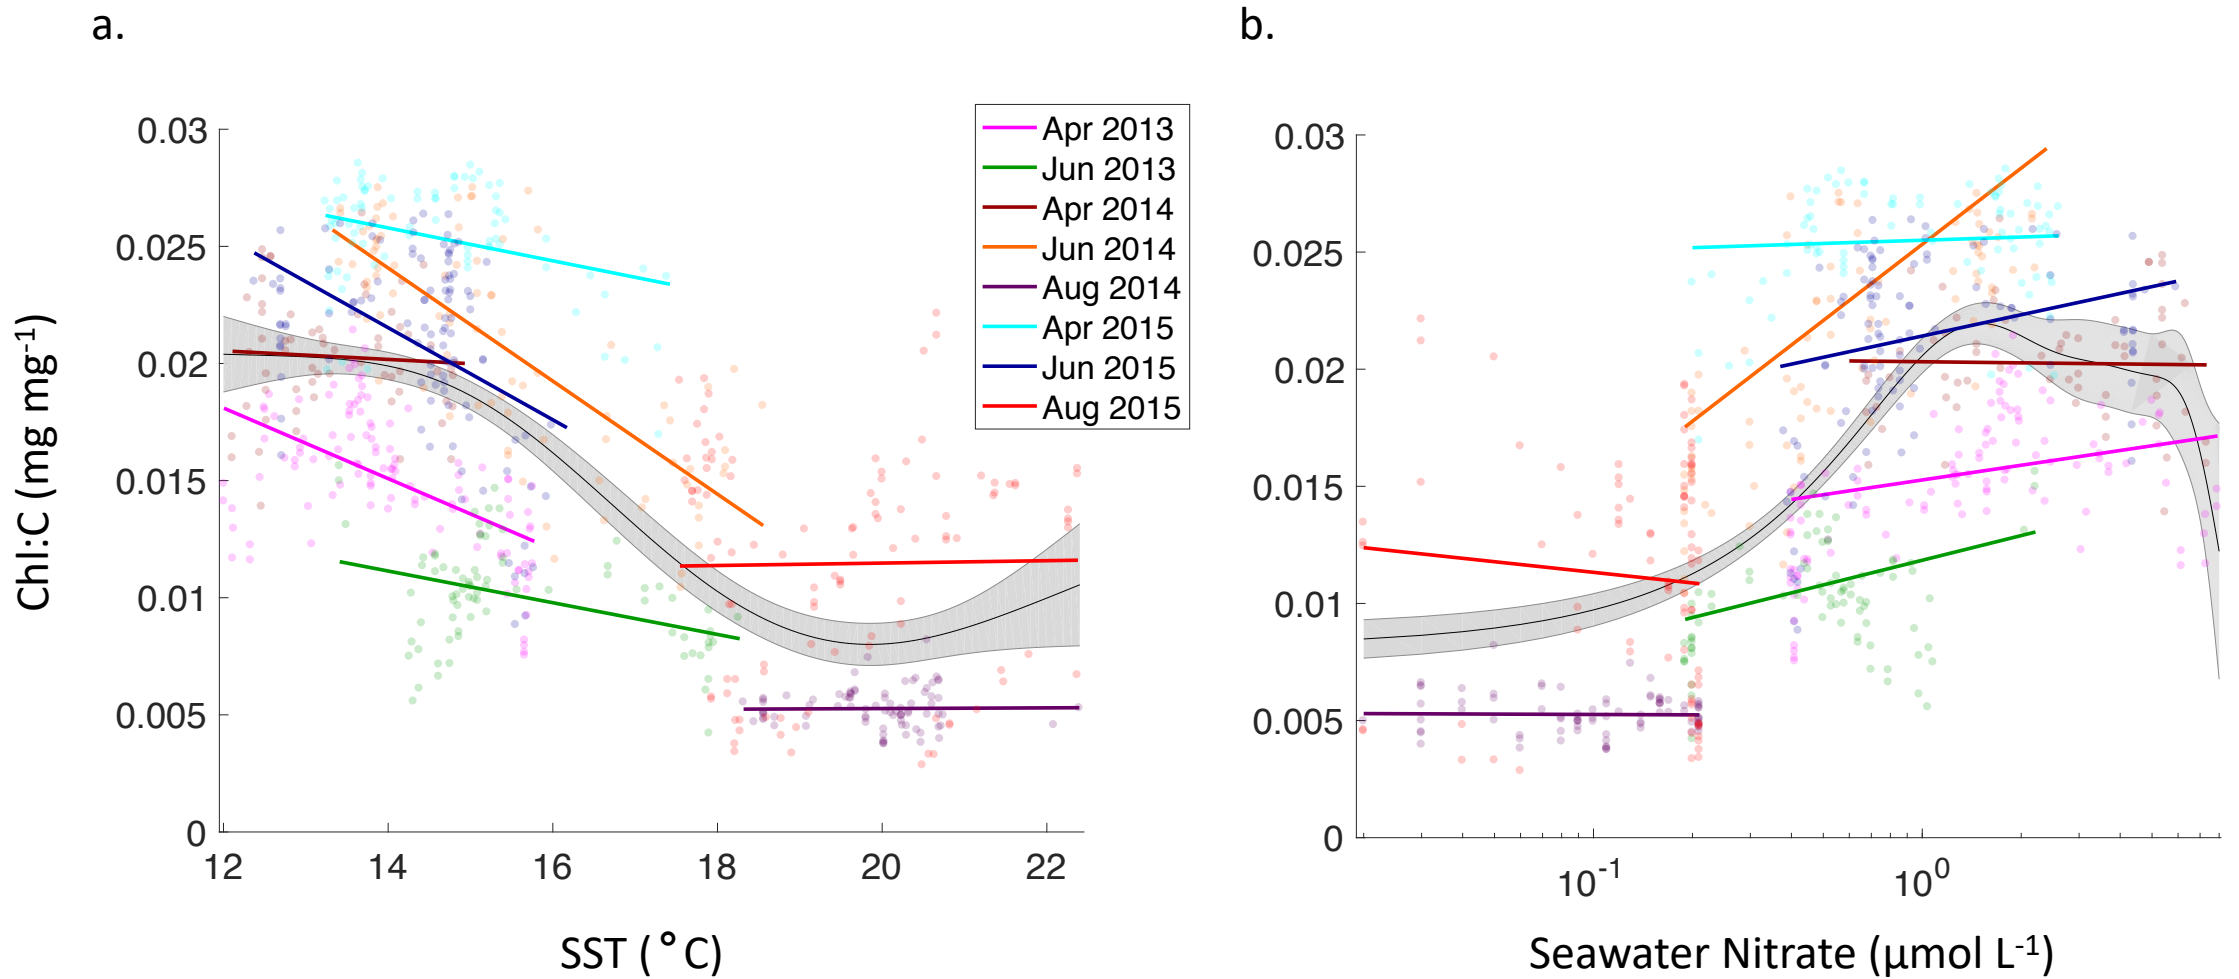 a.
b.
Chl:C (mg mg-1)
0.03
0.025
0.02
0.015
0.01
0.005
0
12
14
16
18
20
22
SST (°C)
Apr 2013
Jun 2013
Apr 2014
Jun 2014
Aug 2014
Apr 2015
Jun 2015
Aug 2015
0.03
0.025
0.02
0.015
0.01
0.005
0
10-1
100
Seawater Nitrate (μmol L-1)